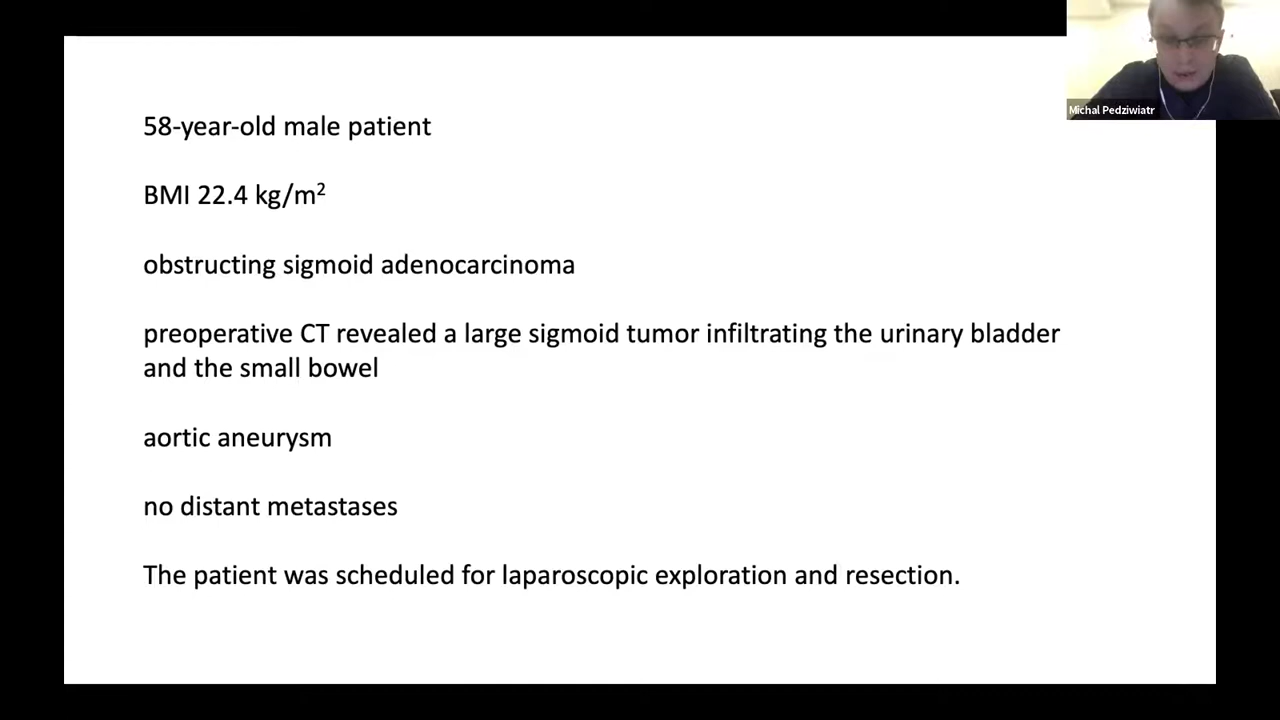 Michal Pedziwiatr
58-year-old male patient
BMI 22.4 kg/m²
obstructing sigmoid adenocarcinoma
preoperative CT revealed a large sigmoid tumor infiltrating the urinary bladder
and the small bowel
aortic aneurysm
no distant metastases
The patient was scheduled for laparoscopic exploration and resection.